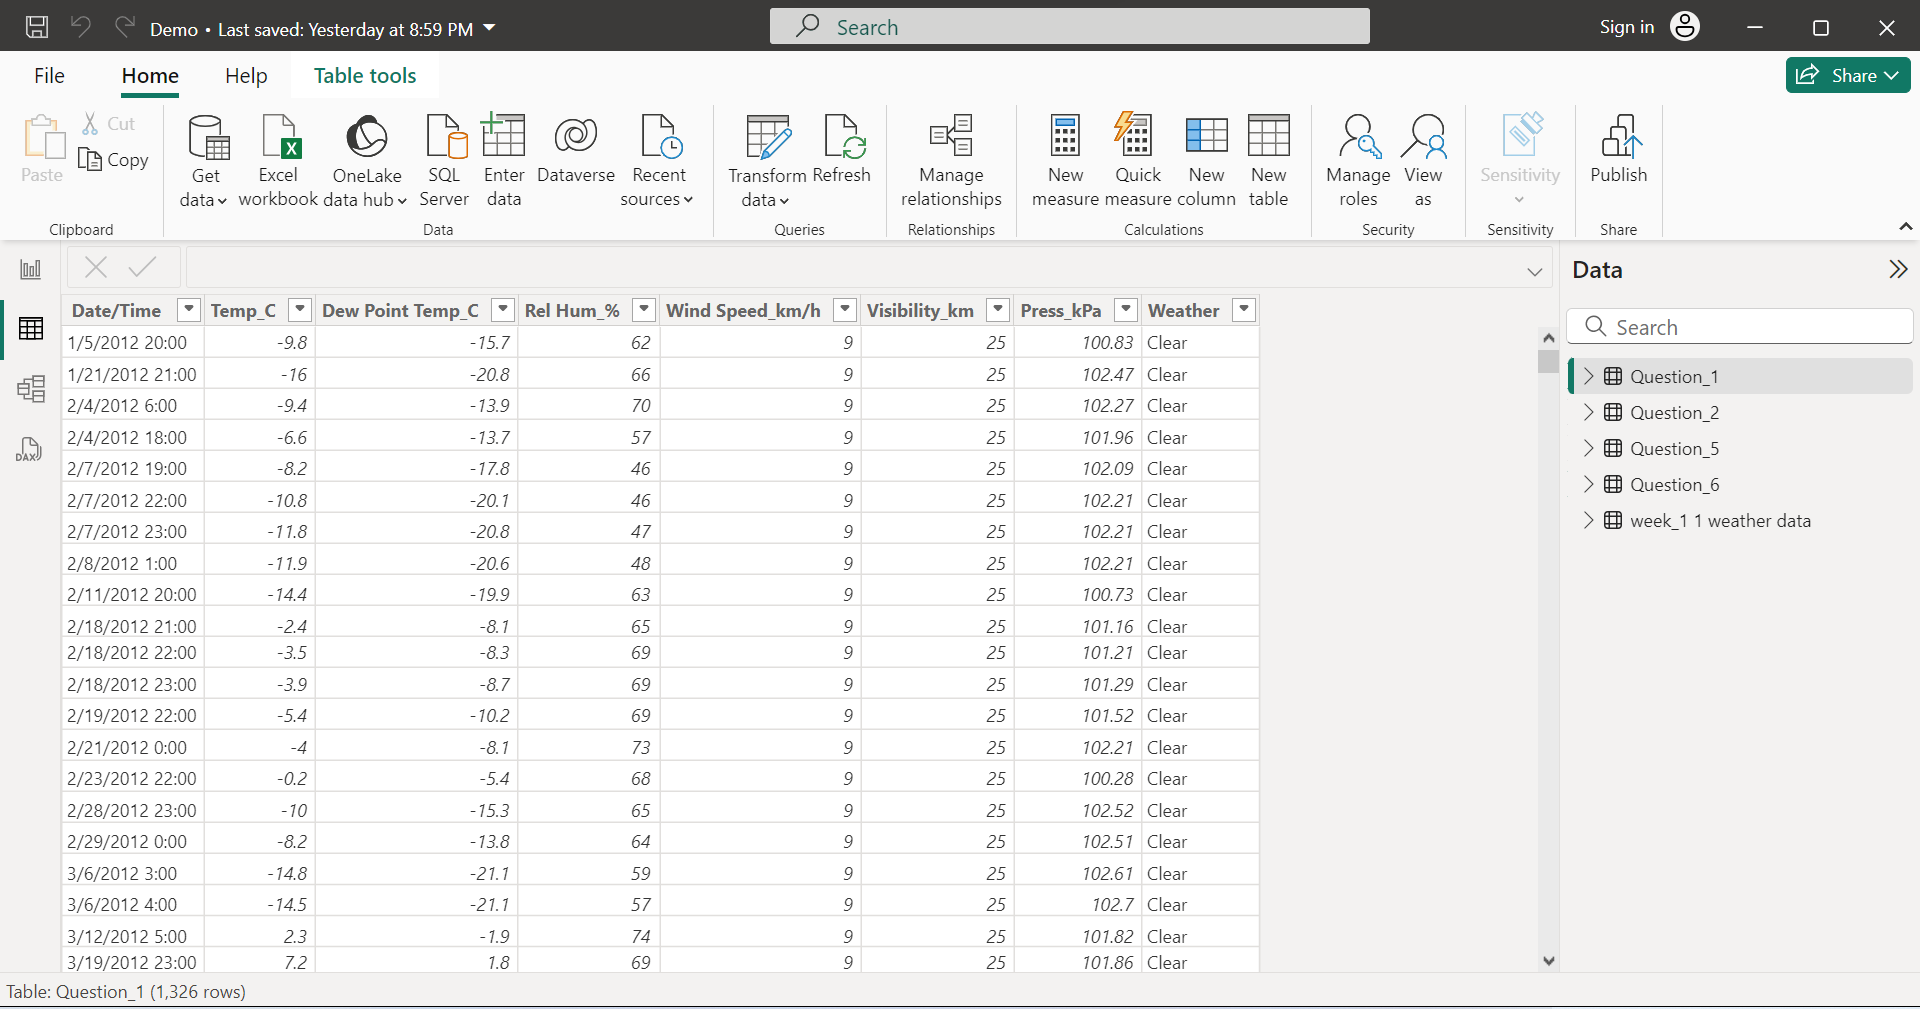 Demo • Last saved: Yesterday at 8:59 PM Search Sign in
File Home Help Table tools Share
Paste Cut Copy Get data Excel workbook OneLake data hub SQL Server Enter data Dataverse Recent sources Transform data Refresh Manage relationships New measure Quick measure New column New table Manage roles View as Sensitivity Publish
Clipboard Data Queries Relationships Calculations Security Sensitivity Share
Date/Time Temp_C Dew Point Temp_C Rel Hum_% Wind Speed_km/h Visibility_km Press_kPa Weather
1/5/2012 20:00 -9.8 -15.7 62 9 25 100.83 Clear
1/21/2012 21:00 -16 -20.8 66 9 25 102.47 Clear
2/4/2012 6:00 -9.4 -13.9 70 9 25 102.27 Clear
2/4/2012 18:00 -6.6 -13.7 57 9 25 101.96 Clear
2/7/2012 19:00 -8.2 -17.8 46 9 25 102.09 Clear
2/7/2012 22:00 -10.8 -20.1 46 9 25 102.21 Clear
2/7/2012 23:00 -11.8 -20.8 47 9 25 102.21 Clear
2/8/2012 1:00 -11.9 -20.6 48 9 25 102.21 Clear
2/11/2012 20:00 -14.4 -19.9 63 9 25 100.73 Clear
2/18/2012 21:00 -2.4 -8.1 65 9 25 101.16 Clear
2/18/2012 22:00 -3.5 -8.3 69 9 25 101.21 Clear
2/18/2012 23:00 -3.9 -8.7 69 9 25 101.29 Clear
2/19/2012 22:00 -5.4 -10.2 69 9 25 101.52 Clear
2/21/2012 0:00 -4 -8.1 73 9 25 102.21 Clear
2/23/2012 22:00 -0.2 -5.4 68 9 25 100.28 Clear
2/28/2012 23:00 -10 -15.3 65 9 25 102.52 Clear
2/29/2012 0:00 -8.2 -13.8 64 9 25 102.51 Clear
3/6/2012 3:00 -14.8 -21.1 59 9 25 102.61 Clear
3/6/2012 4:00 -14.5 -21.1 57 9 25 102.7 Clear
3/12/2012 5:00 2.3 -1.9 74 9 25 101.82 Clear
3/19/2012 23:00 7.2 1.8 69 9 25 101.86 Clear
DAX
Data
Search
Question_1
Question_2
Question_5
Question_6
week_1 1 weather data
Table: Question_1 (1,326 rows)